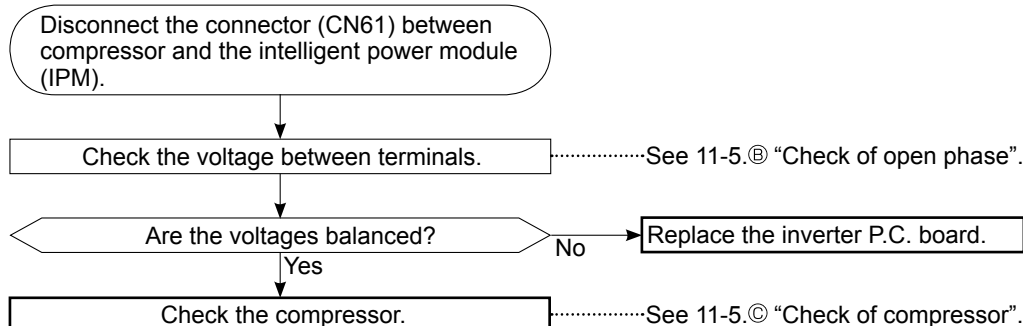 Disconnect the connector (CN61) between
compressor and the intelligent power module
(IPM).
Check the voltage between terminals.
See 11-5.Ⓑ “Check of open phase”.
Are the voltages balanced?
No
Replace the inverter P.C. board.
Yes
Check the compressor.
See 11-5.Ⓒ “Check of compressor”.